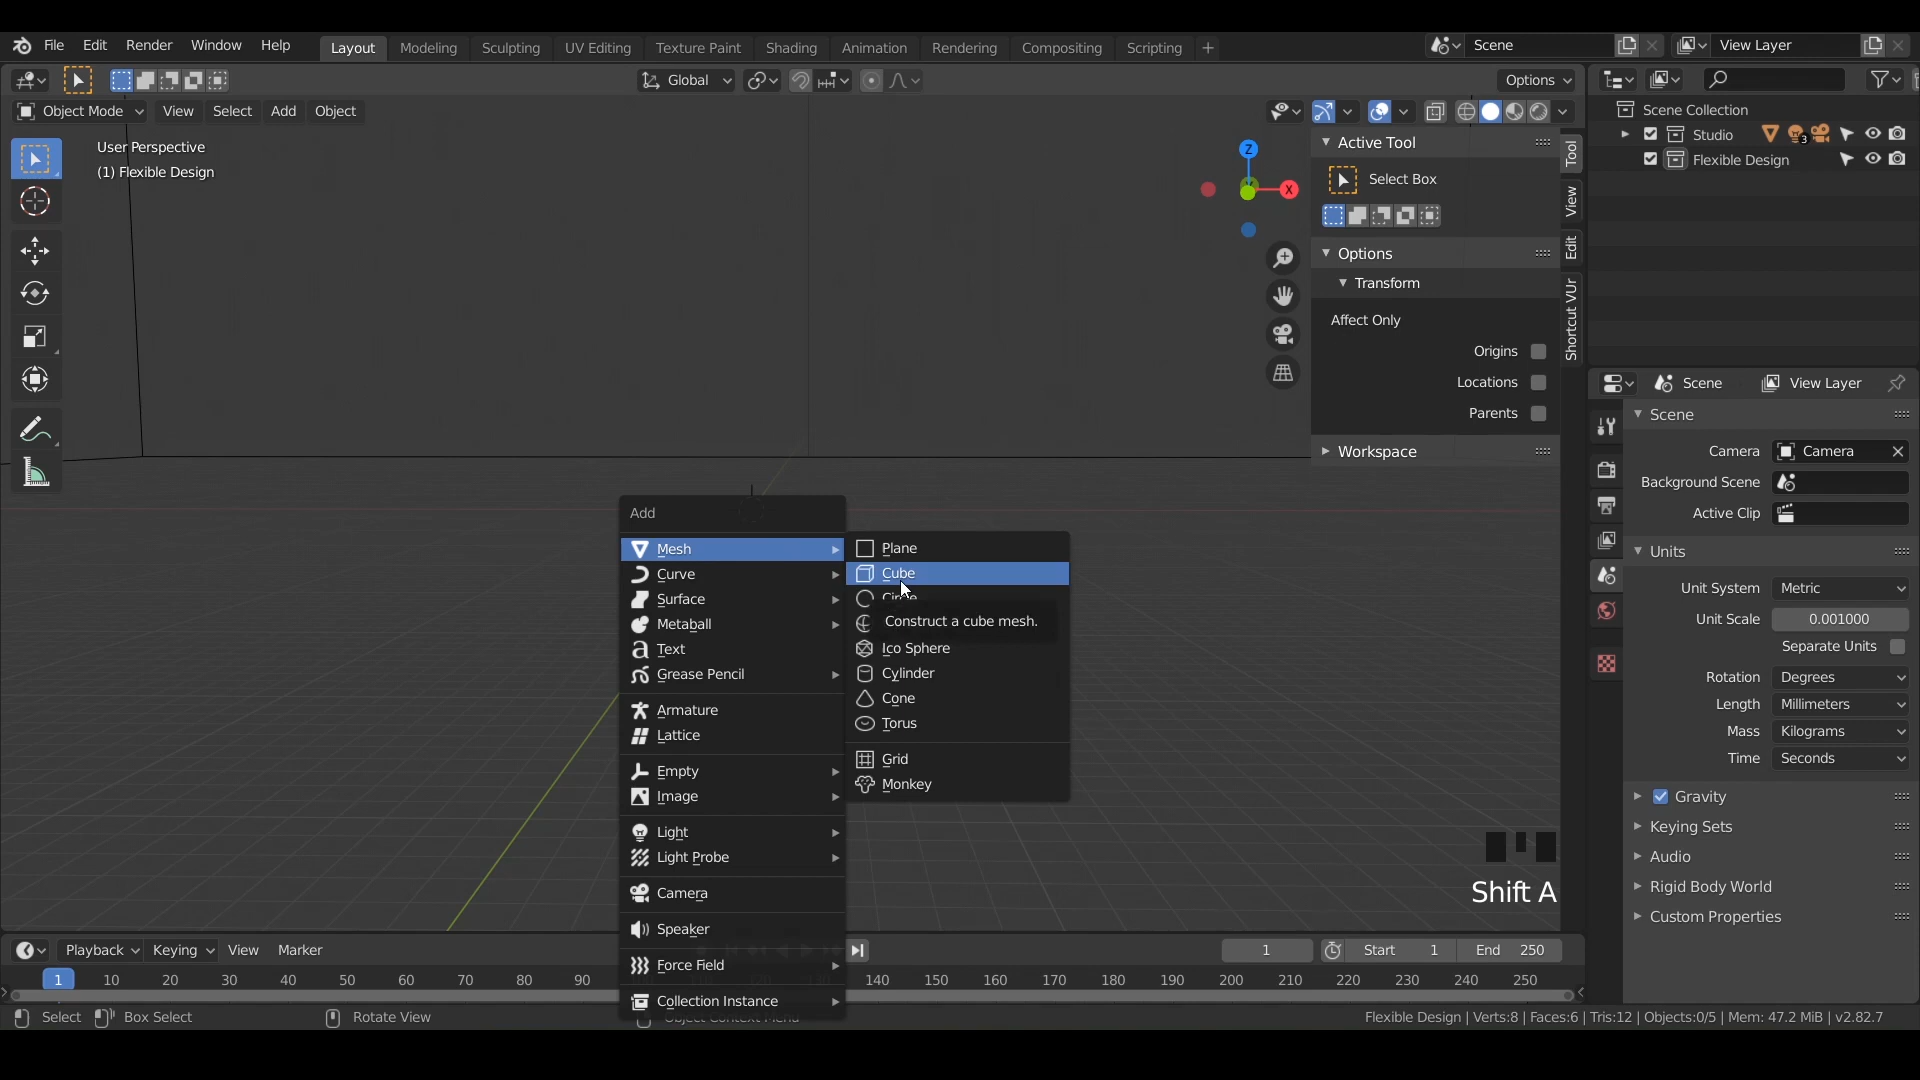 File Edit Render Window Help Layout Modeling Sculpting UV Editing Texture Paint Shading Animation Rendering Compositing Scripting + Scene View Layer
Global Options
Object Mode View Select Add Object
User Perspective
(1) Flexible Design
Z
X
Active Tool
Select Box
Options
Transform
Affect Only
Origins
Locations
Parents
Workspace
Tool
View
Edit
Shortcut VUr
Scene Collection
Studio 3
Flexible Design
Scene View Layer
Scene
Camera Camera
Background Scene
Active Clip
Units
Unit System Metric
Unit Scale 0.001000
Separate Units
Rotation Degrees
Length Millimeters
Mass Kilograms
Time Seconds
Gravity
Keying Sets
Audio
Rigid Body World
Custom Properties
Add
Mesh
Curve
Surface
Metaball
Text
Grease Pencil
Armature
Lattice
Empty
Image
Light
Light Probe
Camera
Speaker
Force Field
Collection Instance
Plane
Cube
Circle
Construct a cube mesh.
Ico Sphere
Cylinder
Cone
Torus
Grid
Monkey
Shift A
Playback Keying View Marker 1 Start 1 End 250
1 10 20 30 40 50 60 70 80 90 140 150 160 170 180 190 200 210 220 230 240 250
Select Box Select Rotate View Object Context Menu Flexible Design | Verts:8 | Faces:6 | Tris:12 | Objects:0/5 | Mem: 47.2 MiB | v2.82.7